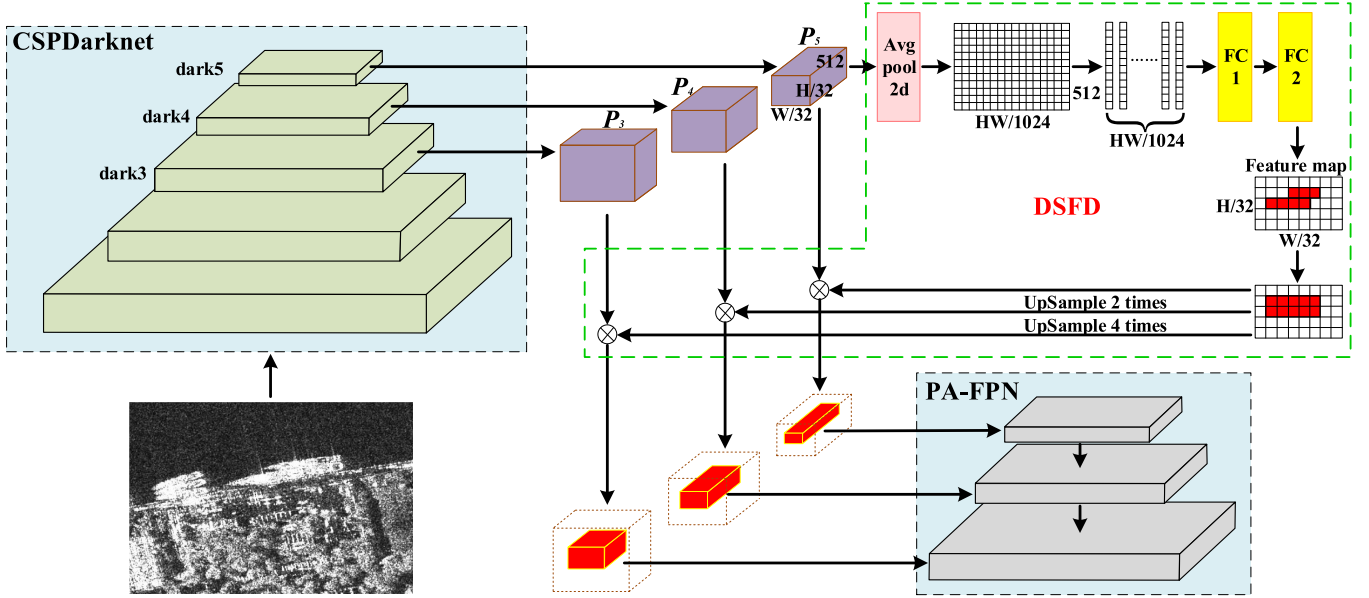 CSPDarknet
dark5
dark4
dark3
P3
P4
P5
512
H/32
W/32
Avg
pool
2d
HW/1024
512
......
HW/1024
FC
1
FC
2
Feature map
H/32
W/32
DSFD
UpSample 2 times
UpSample 4 times
PA-FPN